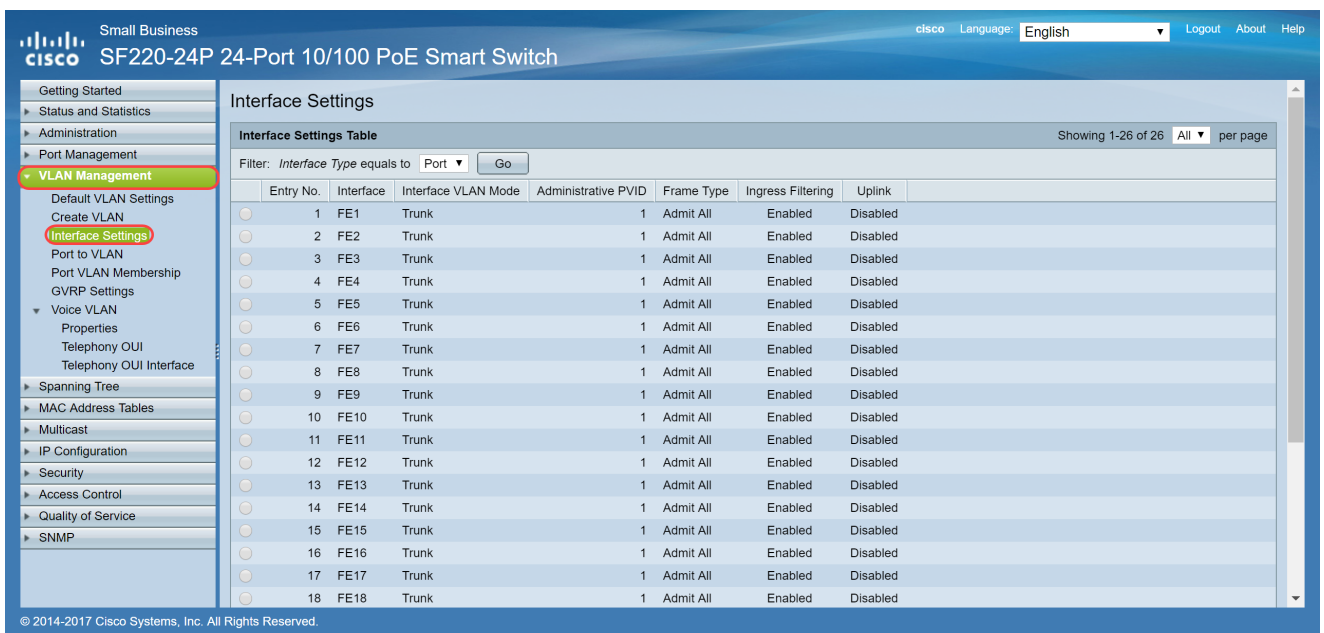 Small Business
cisco Language: English Logout About Help
CISCO SF220-24P 24-Port 10/100 PoE Smart Switch
Getting Started
Status and Statistics
Administration
Port Management
VLAN Management
Default VLAN Settings
Create VLAN
Interface Settings
Port to VLAN
Port VLAN Membership
GVRP Settings
Voice VLAN
Properties
Telephony OUI
Telephony OUI Interface
Spanning Tree
MAC Address Tables
Multicast
IP Configuration
Security
Access Control
Quality of Service
SNMP
Interface Settings
Interface Settings Table Showing 1-26 of 26 All per page
Filter: Interface Type equals to Port Go
Entry No. Interface Interface VLAN Mode Administrative PVID Frame Type Ingress Filtering Uplink
1 FE1 Trunk 1 Admit All Enabled Disabled
2 FE2 Trunk 1 Admit All Enabled Disabled
3 FE3 Trunk 1 Admit All Enabled Disabled
4 FE4 Trunk 1 Admit All Enabled Disabled
5 FE5 Trunk 1 Admit All Enabled Disabled
6 FE6 Trunk 1 Admit All Enabled Disabled
7 FE7 Trunk 1 Admit All Enabled Disabled
8 FE8 Trunk 1 Admit All Enabled Disabled
9 FE9 Trunk 1 Admit All Enabled Disabled
10 FE10 Trunk 1 Admit All Enabled Disabled
11 FE11 Trunk 1 Admit All Enabled Disabled
12 FE12 Trunk 1 Admit All Enabled Disabled
13 FE13 Trunk 1 Admit All Enabled Disabled
14 FE14 Trunk 1 Admit All Enabled Disabled
15 FE15 Trunk 1 Admit All Enabled Disabled
16 FE16 Trunk 1 Admit All Enabled Disabled
17 FE17 Trunk 1 Admit All Enabled Disabled
18 FE18 Trunk 1 Admit All Enabled Disabled
© 2014-2017 Cisco Systems, Inc. All Rights Reserved.